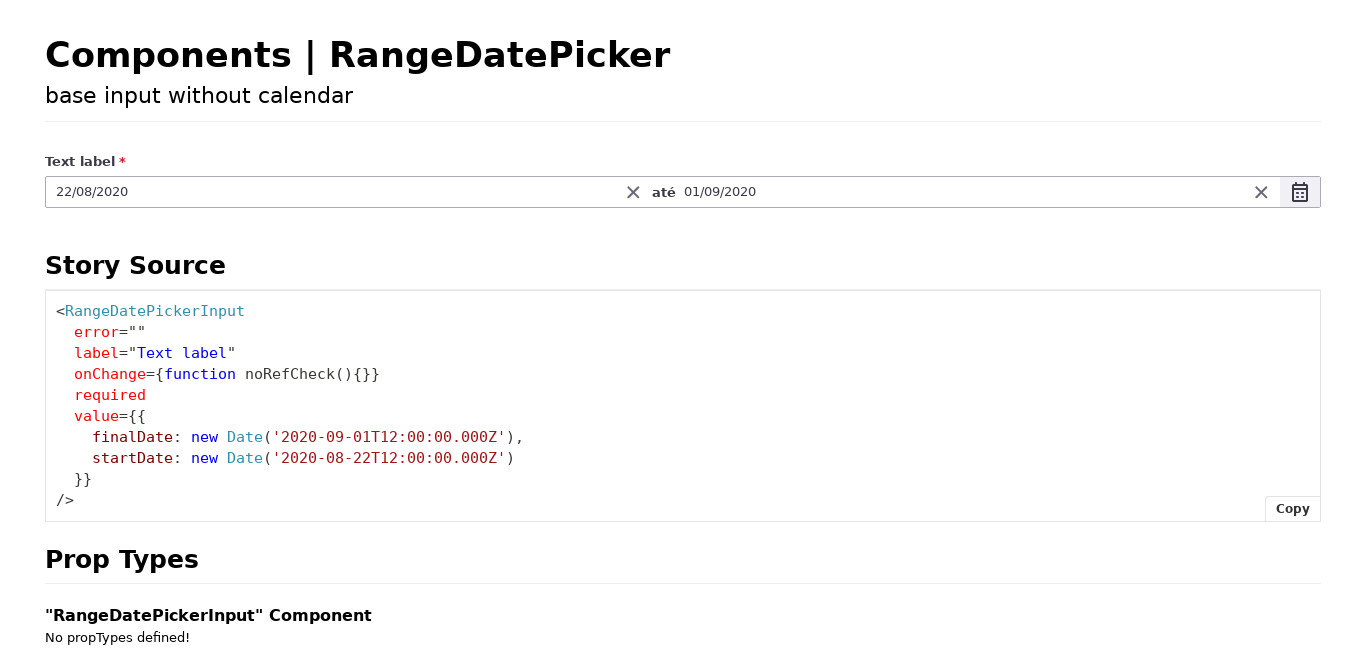 Components | RangeDatePicker
base input without calendar
Text label *
22/08/2020 até 01/09/2020
Story Source
<RangeDatePickerInput
  error=""
  label="Text label"
  onChange={function noRefCheck(){}}
  required
  value={{
    finalDate: new Date('2020-09-01T12:00:00.000Z'),
    startDate: new Date('2020-08-22T12:00:00.000Z')
  }}
/>
Copy
Prop Types
"RangeDatePickerInput" Component
No propTypes defined!